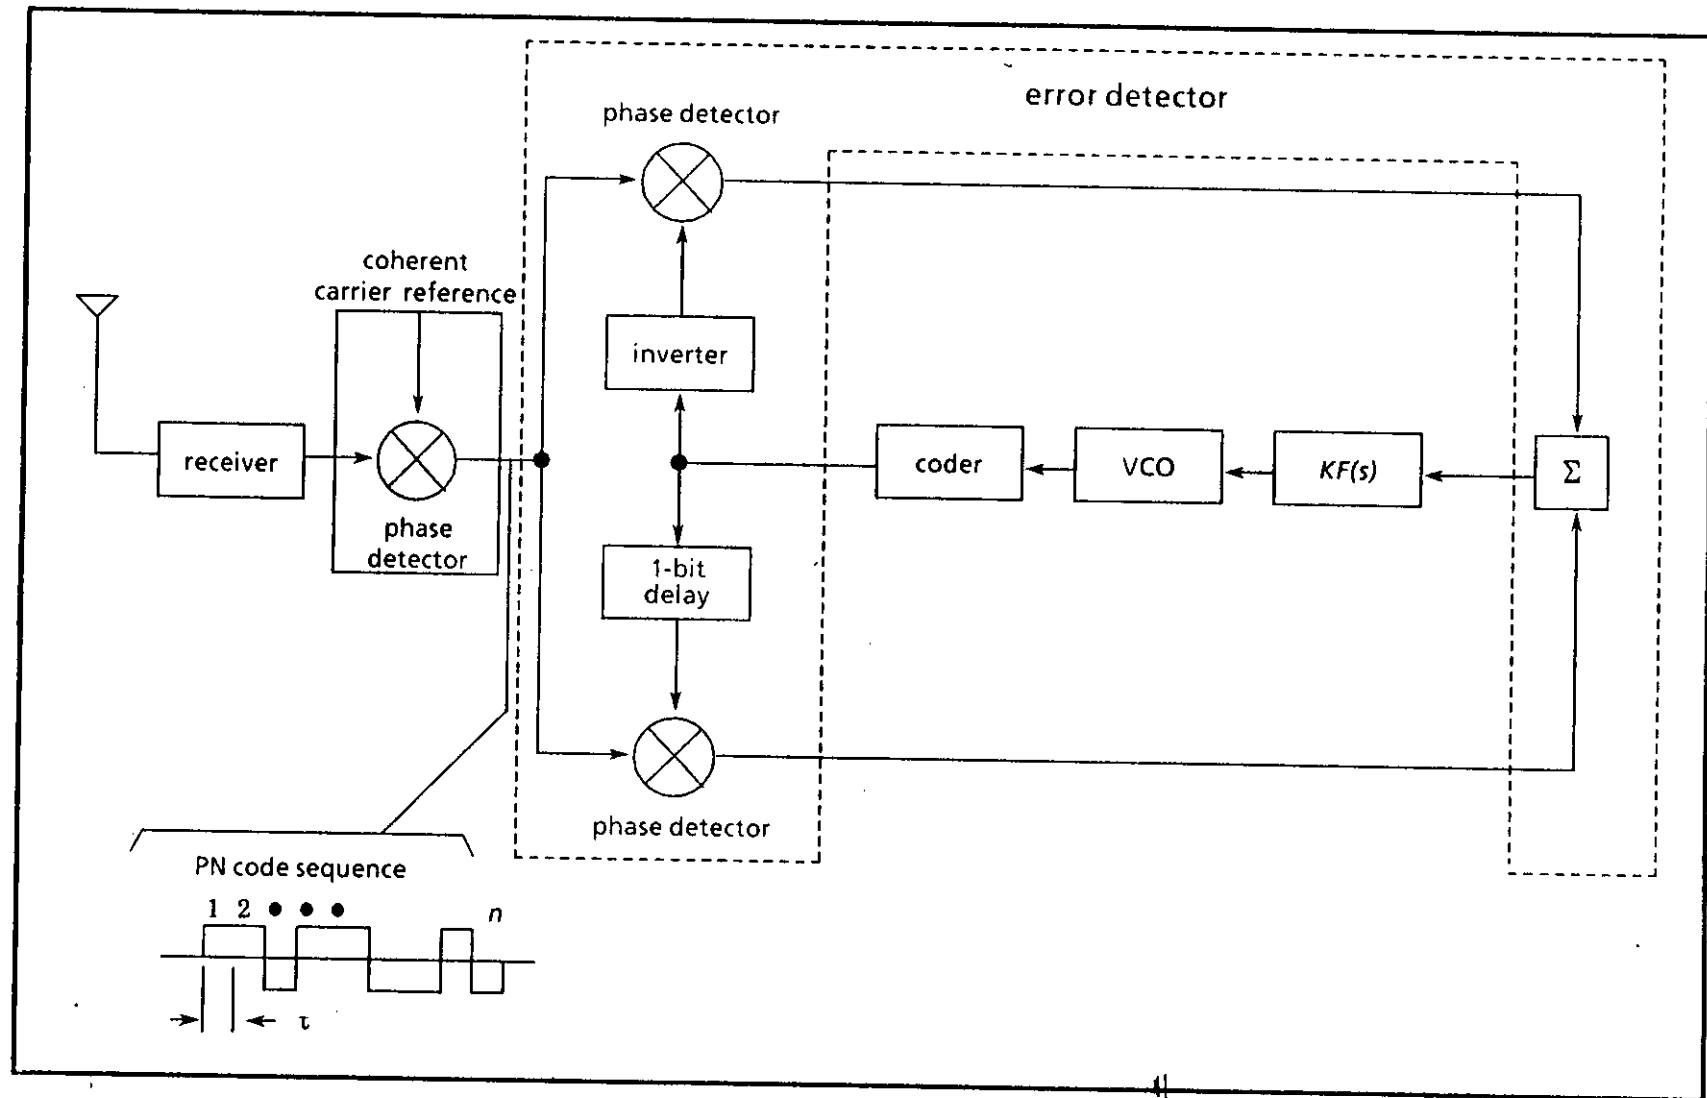 error detector
phase detector
coherent
carrier reference
inverter
receiver
coder
VCO
KF(s)
Σ
phase
detector
1-bit
delay
phase detector
PN code sequence
1 2 • • • n
τ